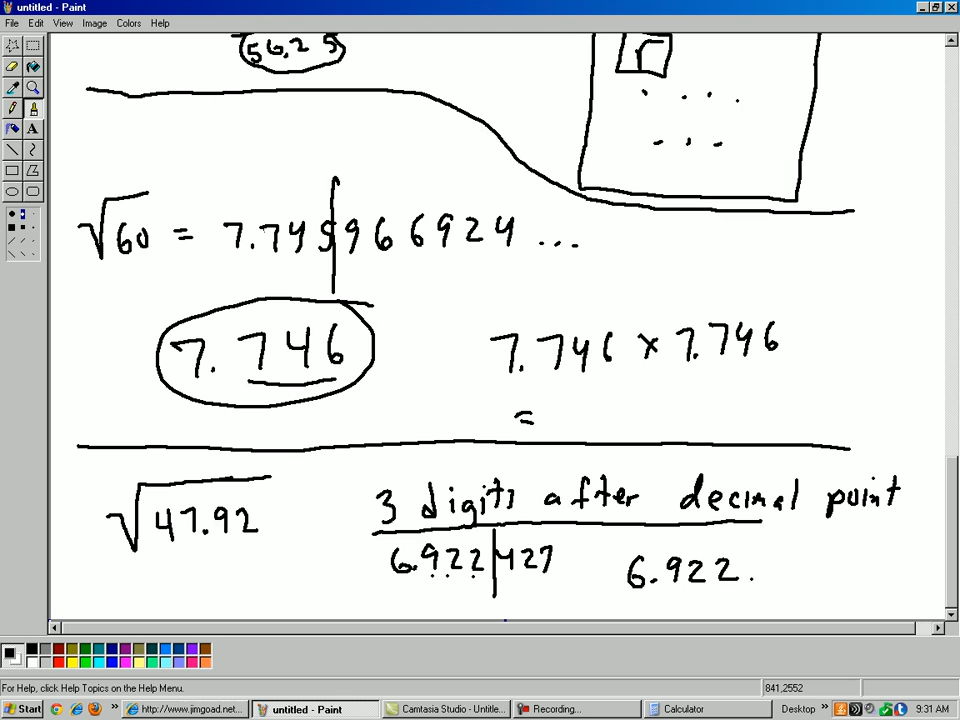 untitled - Paint
File Edit View Image Colors Help
56.25
r
√60 = 7.745966924 ...
7.746
7.746 x 7.746
=
√47.92
3 digits after decimal point
6.922427
6.922.
For Help, click Help Topics on the Help Menu.
841,2552
Start
http://www.jimgoad.net...
untitled - Paint
Camtasia Studio - Untitle...
Recording...
Calculator
Desktop
9:31 AM